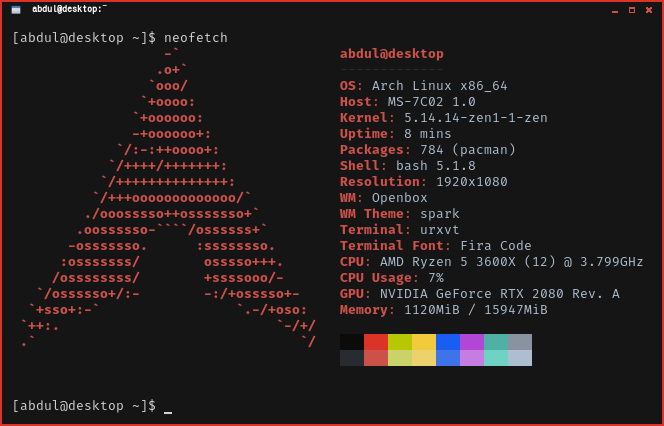 abdul@desktop:~
[abdul@desktop ~]$ neofetch
-`
.o+`
`ooo/
`+oooo:
`+oooooo:
-+oooooo+:
`/:-:++oooo+:
`/++++/+++++++:
`/++++++++++++++:
`/+++ooooooooooooo/`
./ooosssso++osssssso+`
.oossssso-````/ossssss+`
-osssssso.      :ssssssso.
:osssssss/        osssso+++.
/ossssssss/        +ssssooo/-
`/ossssso+/:-        -:/+osssso+-
`+sso+:-`                 `.-/+oso:
`++:.                           `-/+/
.`                                 `/
abdul@desktop
-------------
OS: Arch Linux x86_64
Host: MS-7C02 1.0
Kernel: 5.14.14-zen1-1-zen
Uptime: 8 mins
Packages: 784 (pacman)
Shell: bash 5.1.8
Resolution: 1920x1080
WM: Openbox
WM Theme: spark
Terminal: urxvt
Terminal Font: Fira Code
CPU: AMD Ryzen 5 3600X (12) @ 3.799GHz
CPU Usage: 7%
GPU: NVIDIA GeForce RTX 2080 Rev. A
Memory: 1120MiB / 15947MiB
[abdul@desktop ~]$ _